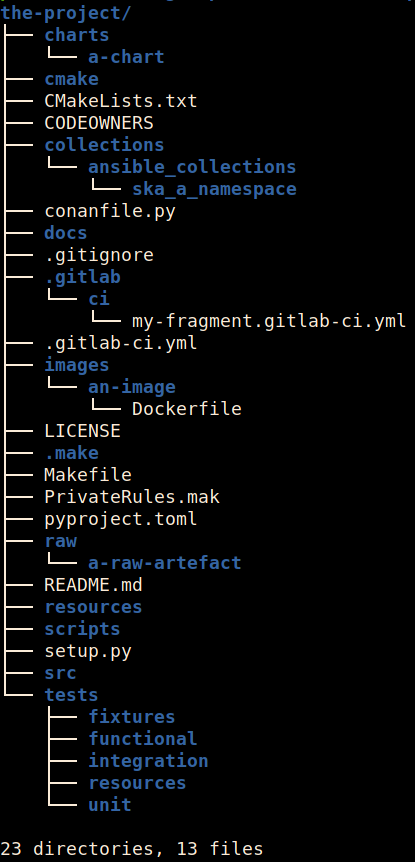 the-project/
├── charts
│   └── a-chart
├── cmake
├── CMakeLists.txt
├── CODEOWNERS
├── collections
│   └── ansible_collections
│       └── ska_a_namespace
├── conanfile.py
├── docs
├── .gitignore
├── .gitlab
│   └── ci
│       └── my-fragment.gitlab-ci.yml
├── .gitlab-ci.yml
├── images
│   └── an-image
│       └── Dockerfile
├── LICENSE
├── .make
├── Makefile
├── PrivateRules.mak
├── pyproject.toml
├── raw
│   └── a-raw-artefact
├── README.md
├── resources
├── scripts
├── setup.py
├── src
└── tests
    ├── fixtures
    ├── functional
    ├── integration
    ├── resources
    └── unit

23 directories, 13 files